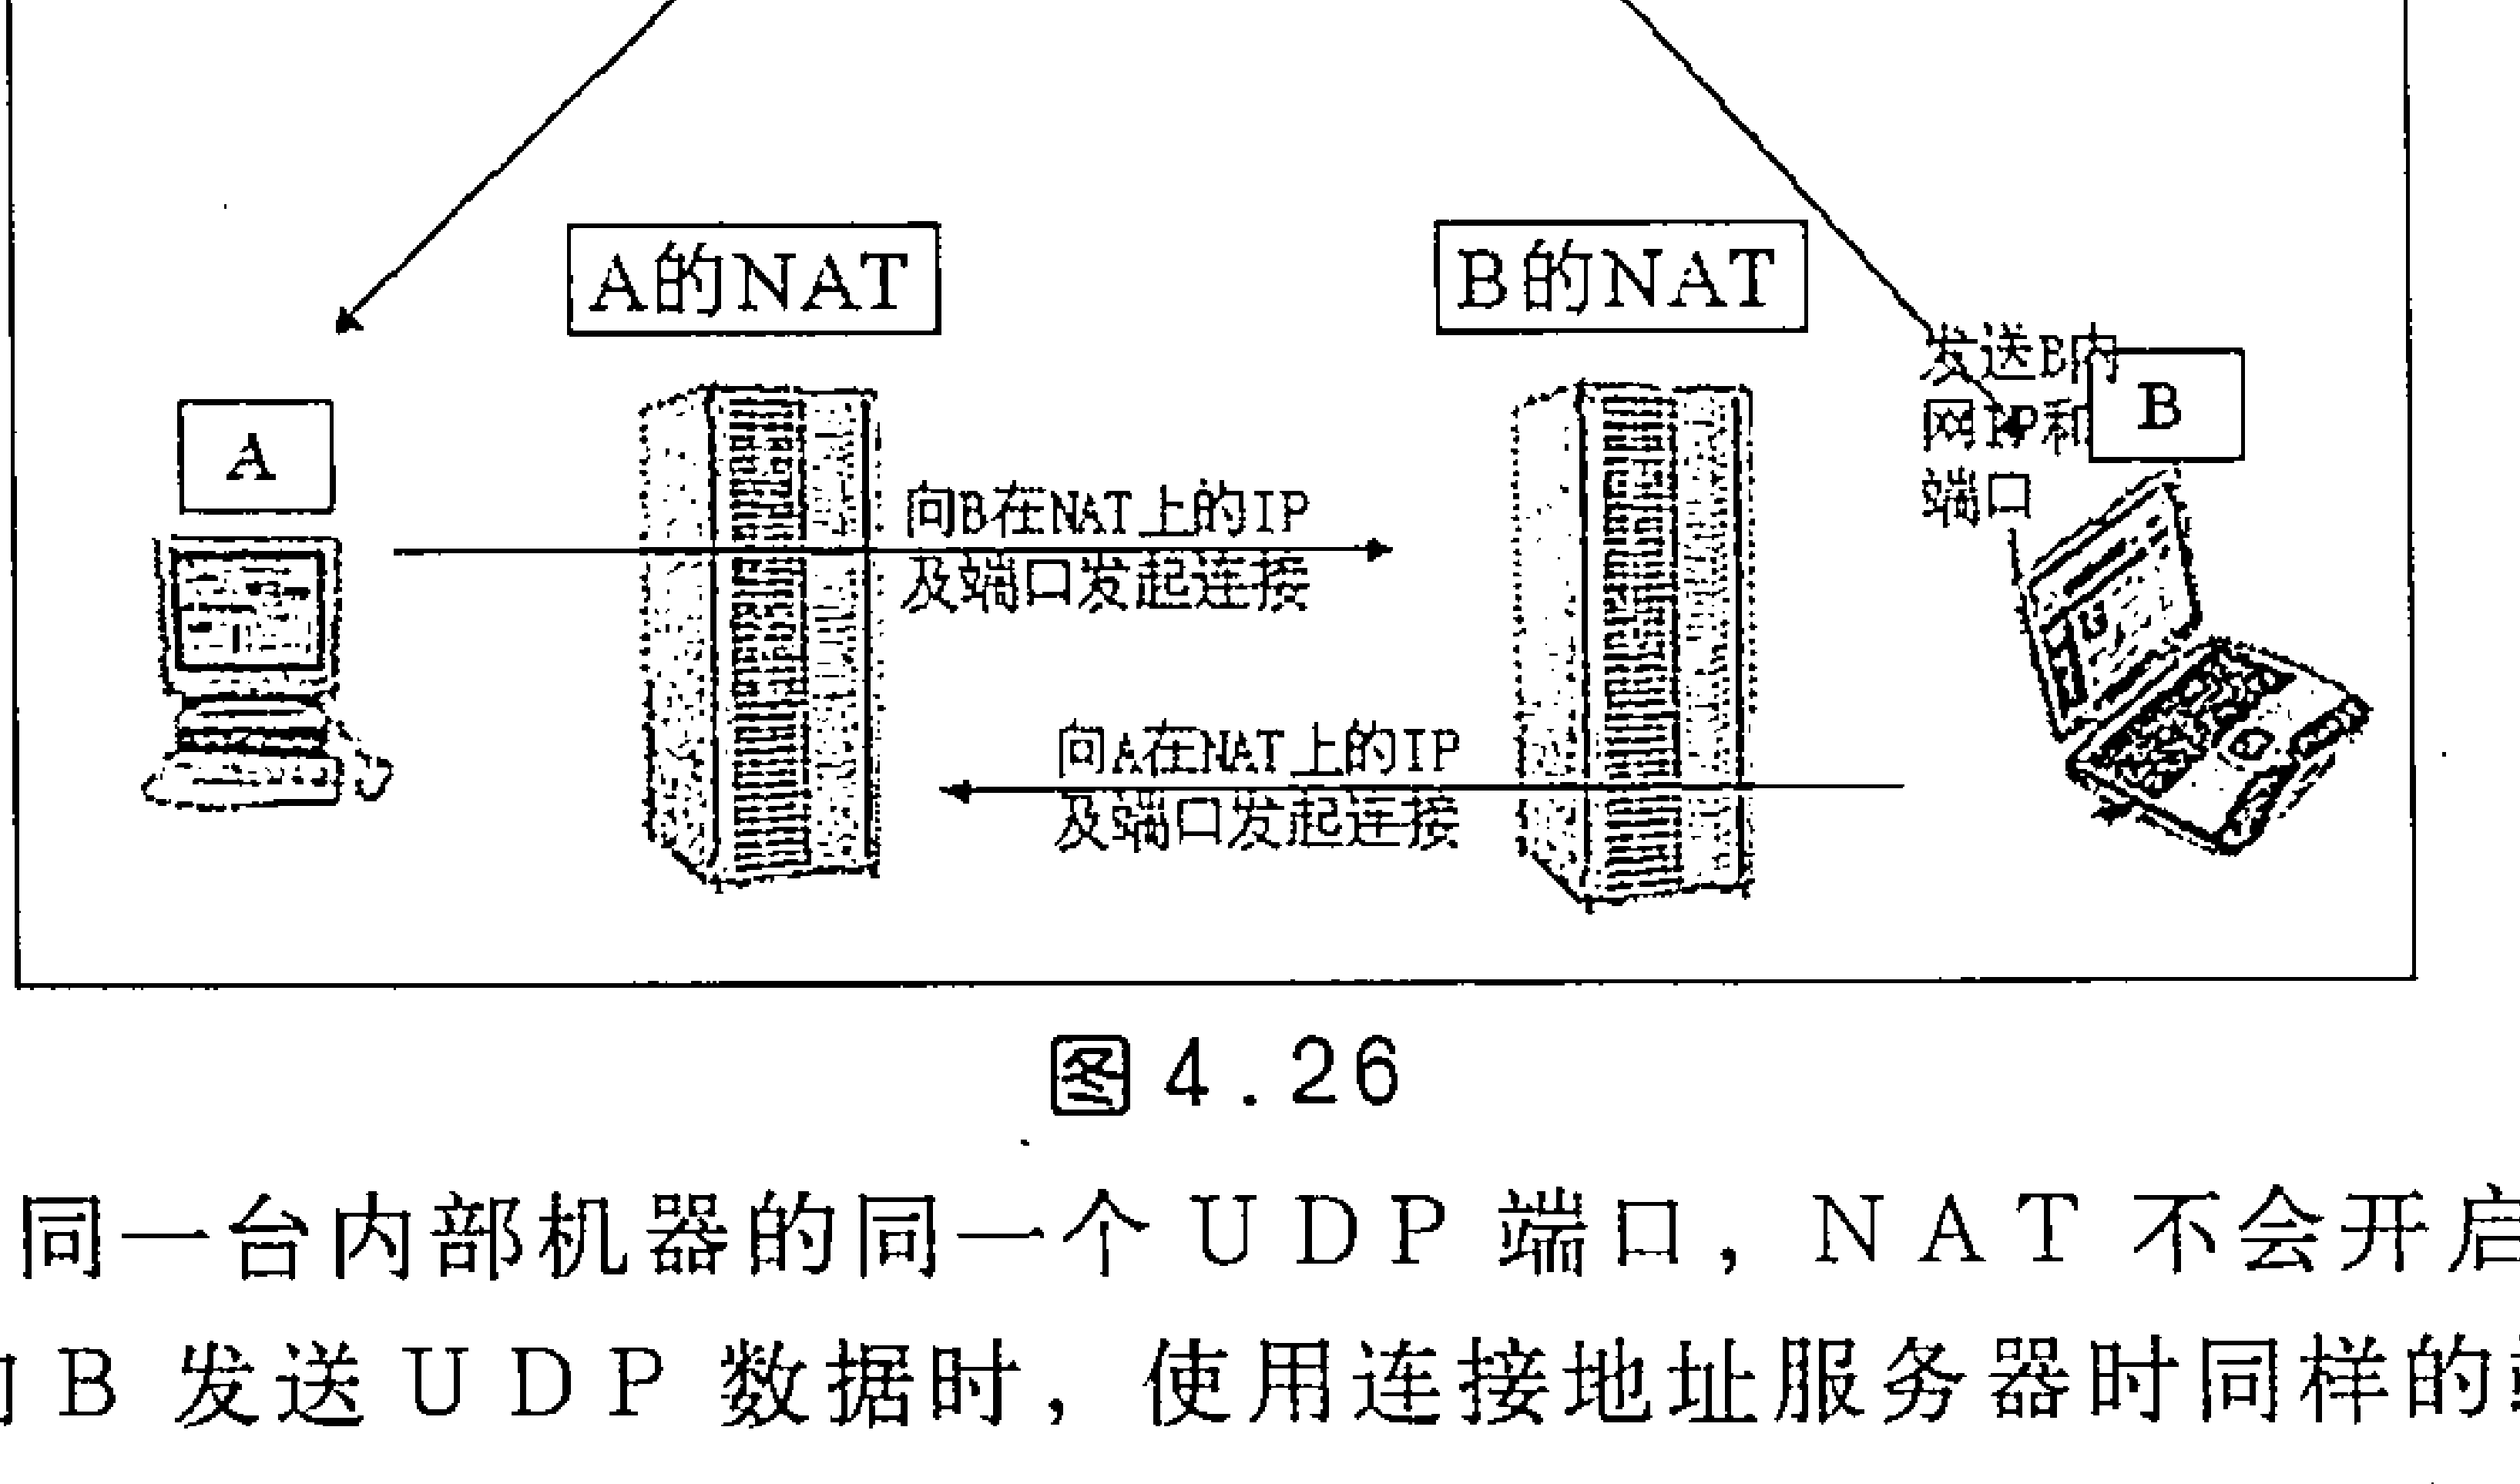 A的NAT
B的NAT
发送B内
网IP和
端口
A
B
向B在NAT上的IP
及端口发起连接
向A在NAT上的IP
及端口发起连接
图4.26
同一台内部机器的同一个UDP端口，NAT不会开启
B发送UDP数据时，使用连接地址服务器时同样的